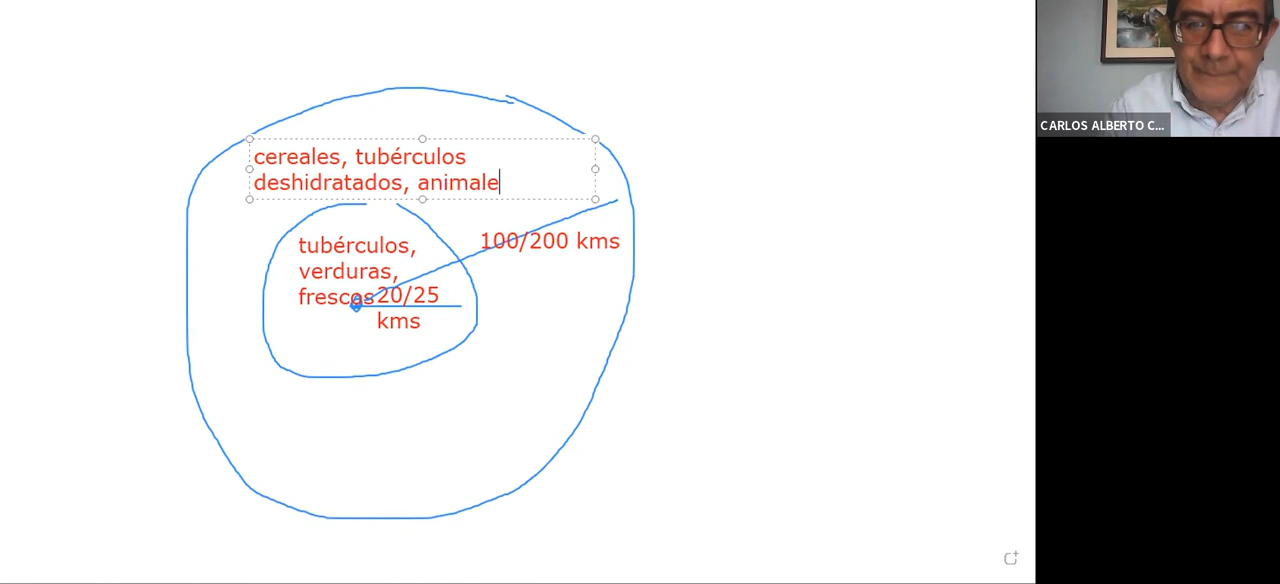 cereales, tubérculos
deshidratados, animale
tubérculos,
verduras,
frescos
100/200 kms
20/25
kms
CARLOS ALBERTO C...